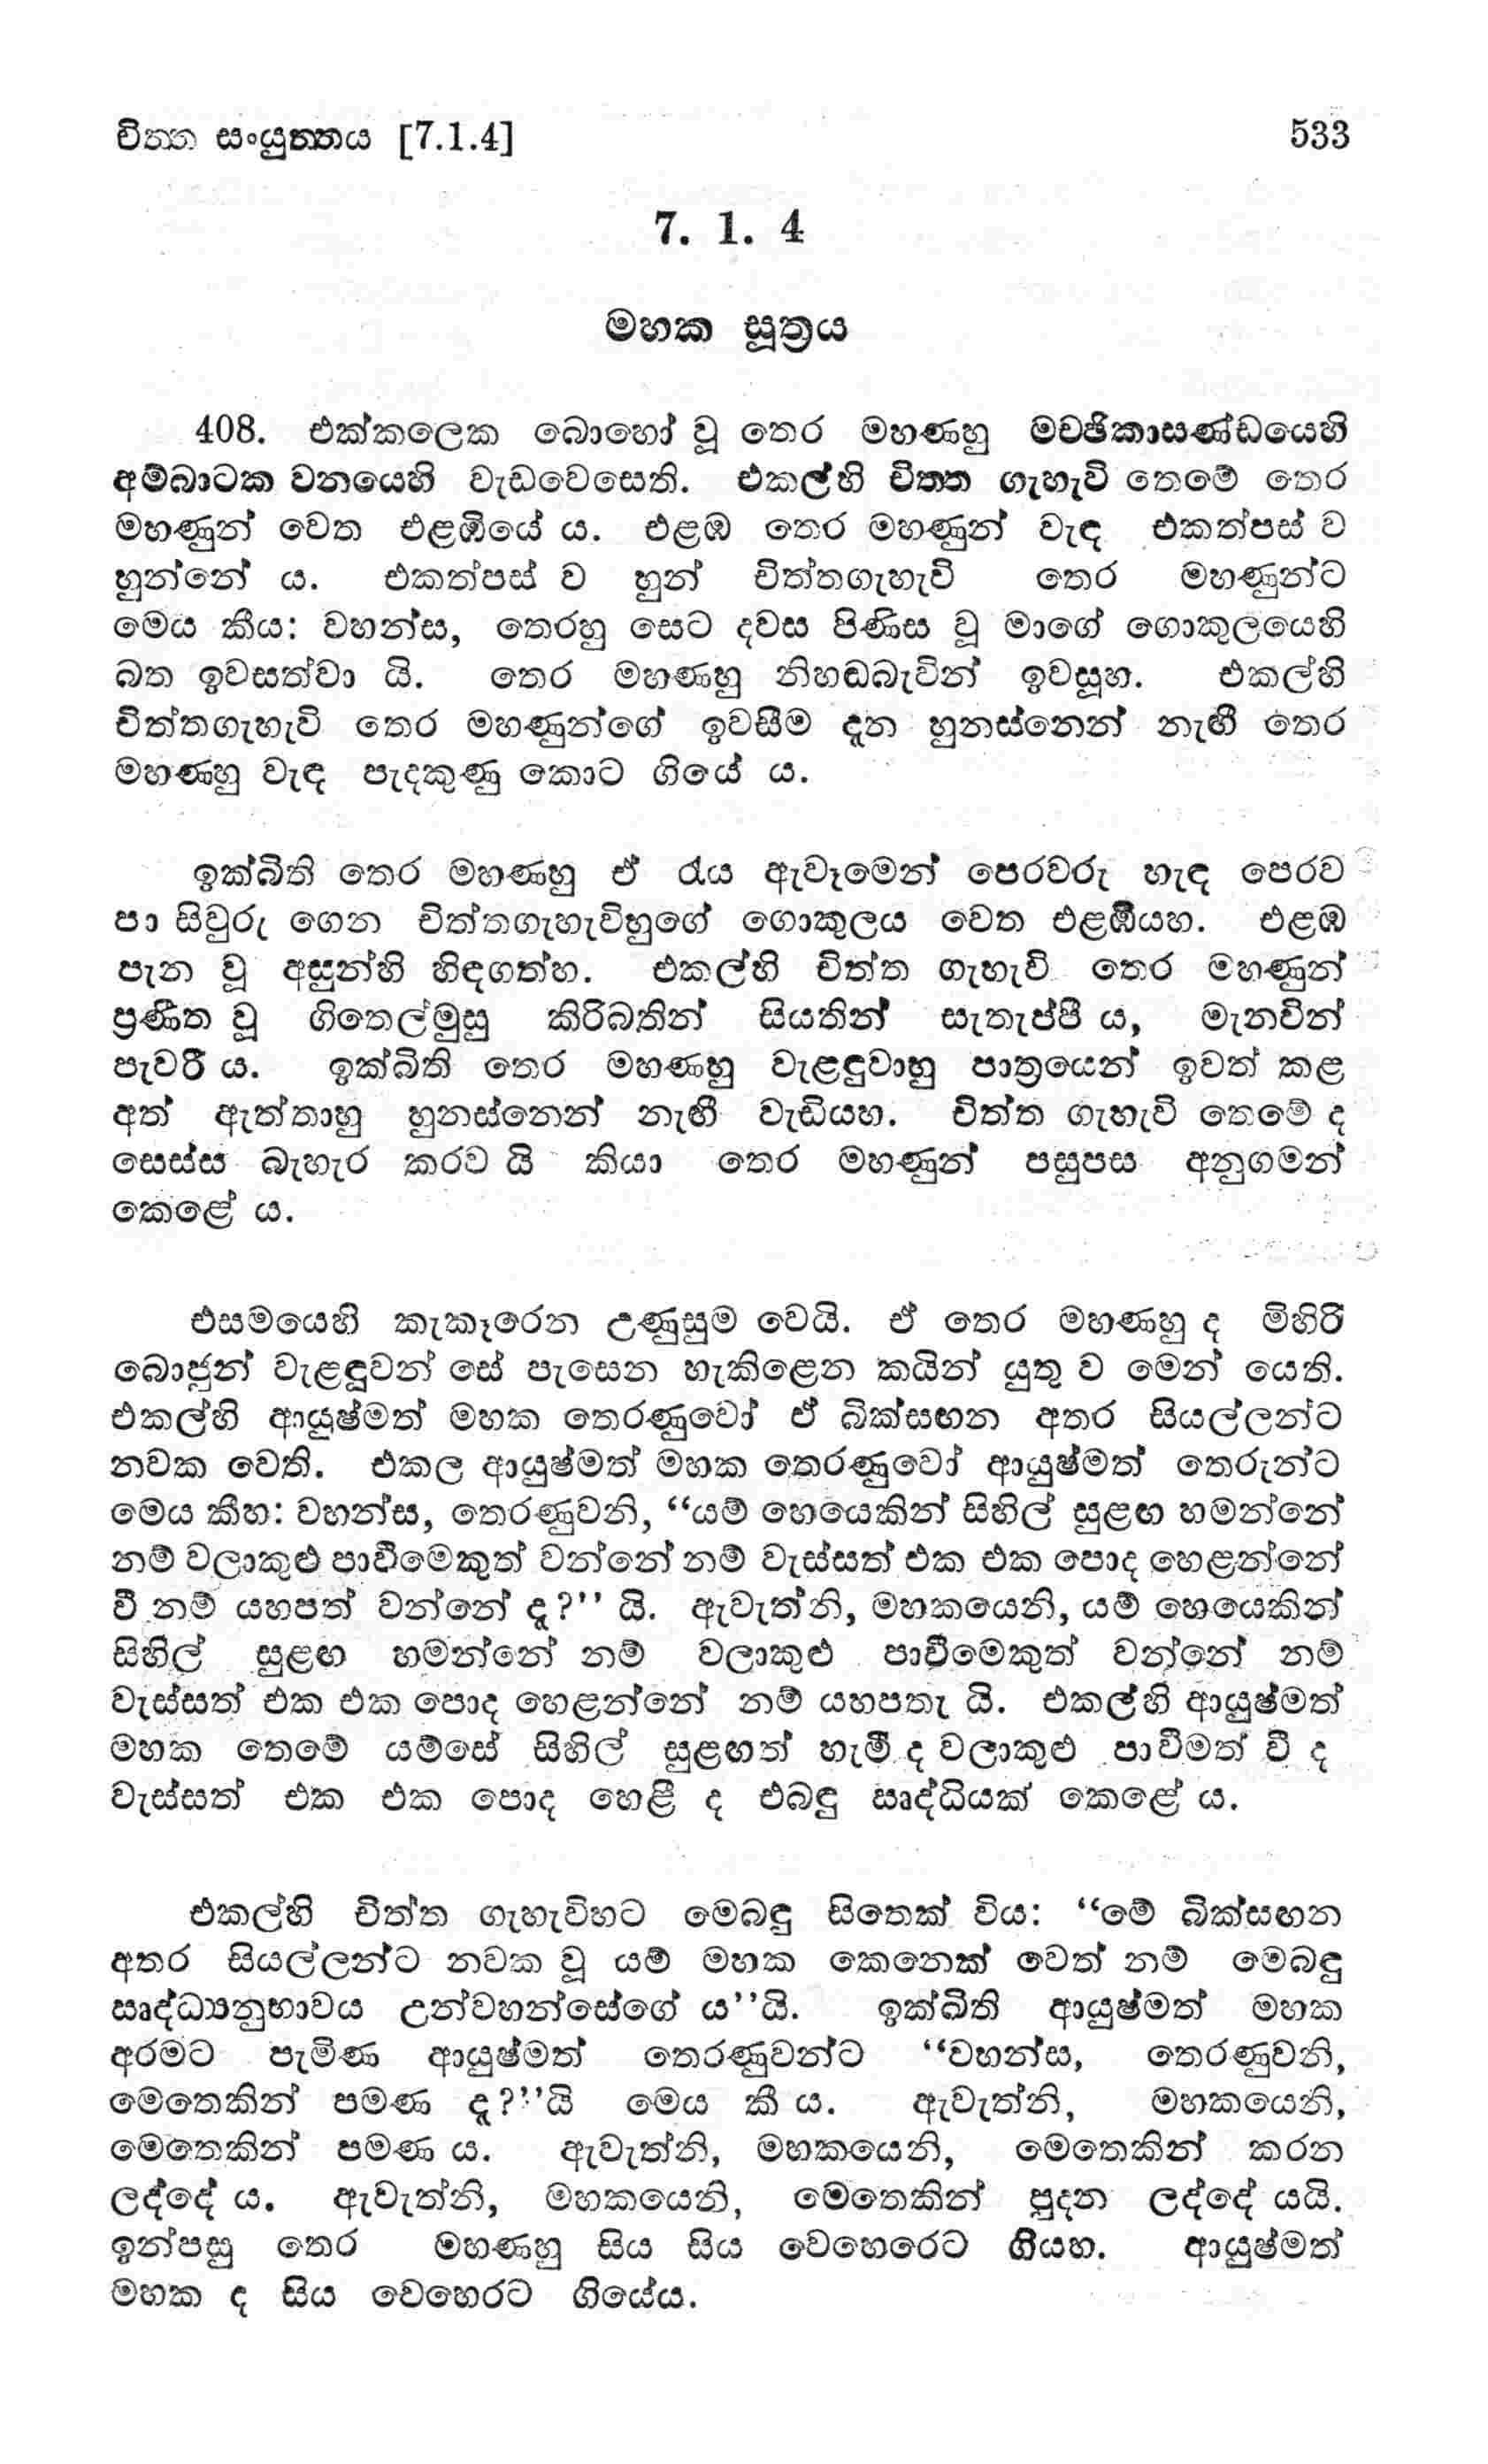 චිත්ත සංයුත්තය [7.1.4] 533
7. 1. 4
මහක සූත්‍රය
408. එක්කලෙක බොහෝ වූ තෙර මහණහු මච්ඡිකාසණ්ඩයෙහි
අම්බාටක වනයෙහි වැඩවෙසෙති. එකල්හි චිත්ත ගැහැවි තෙමේ තෙර
මහණුන් වෙත එළඹියේ ය. එළඹ තෙර මහණුන් වැඳ එකත්පස් ව
හුන්නේ ය. එකත්පස් ව හුන් චිත්තගැහැවි තෙර මහණුන්ට
මෙය කීය: වහන්ස, තෙරහු සෙට දවස පිණිස වූ මාගේ ගොකුලයෙහි
බත ඉවසත්වා යි. තෙර මහණහු නිහඬබැවින් ඉවසූහ. එකල්හි
චිත්තගැහැවි තෙර මහණුන්ගේ ඉවසීම දැන හුනස්නෙන් නැඟී තෙර
මහණහු වැඳ පැදකුණු කොට ගියේ ය.
ඉක්බිති තෙර මහණහු ඒ රැය ඇවෑමෙන් පෙරවරු හැඳ පෙරව
පා සිවුරු ගෙන චිත්තගැහැවිහුගේ ගොකුලය වෙත එළඹියහ. එළඹ
පැන වූ අසුන්හි හිඳගත්හ. එකල්හි චිත්ත ගැහැවි තෙර මහණුන්
ප්‍රණීත වූ ගිතෙල්මුසු කිරිබතින් සියතින් සැතැප්පී ය, මැනවින්
පැවරී ය. ඉක්බිති තෙර මහණහු වැළඳුවාහු පාත්‍රයෙන් ඉවත් කළ
අත් ඇත්තාහු හුනස්නෙන් නැඟී වැඩියහ. චිත්ත ගැහැවි තෙමේ ද
සෙස්ස බැහැර කරව යි කියා තෙර මහණුන් පසුපස අනුගමන්
කෙළේ ය.
එසමයෙහි කැකෑරෙන උණුසුම වෙයි. ඒ තෙර මහණහු ද මිහිරි
බොජුන් වැළඳූවන් සේ පැසෙන හැකිළෙන කයින් යුතු ව මෙන් යෙති.
එකල්හි ආයුෂ්මත් මහක තෙරණුවෝ ඒ බික්සඟන අතර සියල්ලන්ට
නවක වෙති. එකල ආයුෂ්මත් මහක තෙරණුවෝ ආයුෂ්මත් තෙරුන්ට
මෙය කීහ: වහන්ස, තෙරණුවනි, “යම් හෙයෙකින් සිහිල් සුළඟ හමන්නේ
නම් වලාකුළු පාවීමෙකුත් වන්නේ නම් වැස්සත් එක එක පොද හෙළන්නේ
වී නම් යහපත් වන්නේ දැ?” යි. ඇවැත්නි, මහකයෙනි, යම් හෙයෙකින්
සිහිල් සුළඟ හමන්නේ නම් වලාකුළු පාවීමෙකුත් වන්නේ නම්
වැස්සත් එක එක පොද හෙළන්නේ නම් යහපතැ යි. එකල්හි ආයුෂ්මත්
මහක තෙමේ යම්සේ සිහිල් සුළඟත් හැමී ද වලාකුළු පාවීමත් වී ද
වැස්සත් එක එක පොද හෙළී ද එබඳු සෘද්ධියක් කෙළේ ය.
එකල්හි චිත්ත ගැහැවිහට මෙබඳු සිතෙක් විය: “මේ බික්සඟන
අතර සියල්ලන්ට නවක වූ යම් මහක කෙනෙක් වෙත් නම් මෙබඳු
සෘද්ධ්‍යනුභාවය උන්වහන්සේගේ ය”යි. ඉක්බිති ආයුෂ්මත් මහක
අරමට පැමිණ ආයුෂ්මත් තෙරණුවන්ට “වහන්ස, තෙරණුවනි,
මෙතෙකින් පමණ දැ?”යි මෙය කී ය. ඇවැත්නි, මහකයෙනි,
මෙතෙකින් පමණ ය. ඇවැත්නි, මහකයෙනි, මෙතෙකින් කරන
ලද්දේ ය. ඇවැත්නි, මහකයෙනි, මෙතෙකින් පුදන ලද්දේ යයි.
ඉන්පසු තෙර මහණහු සිය සිය වෙහෙරට ගියහ. ආයුෂ්මත්
මහක ද සිය වෙහෙරට ගියේය.